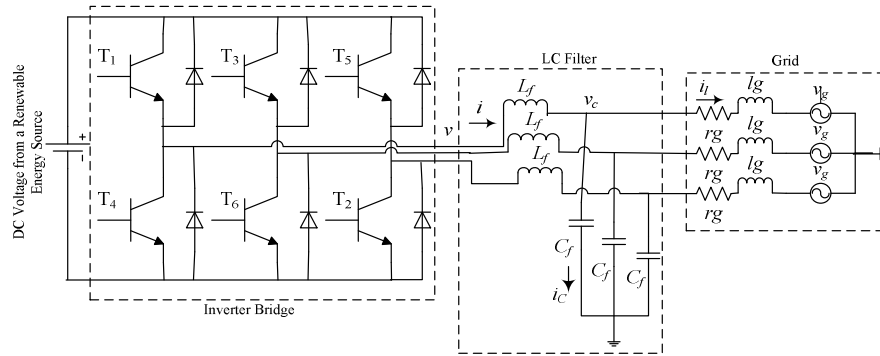 DC Voltage from a Renewable
Energy Source
+
−
T1
T3
T5
T4
T6
T2
Inverter Bridge
v
LC Filter
i
Lf
Lf
Lf
vc
Cf
Cf
Cf
iC
Grid
il
lg
vg
rg
lg
vg
rg
lg
vg
rg